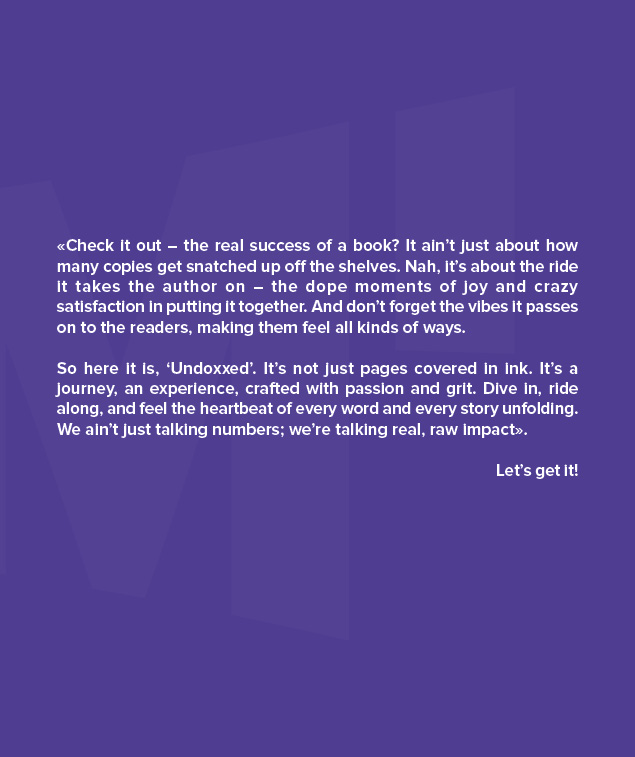 «Check it out – the real success of a book? It ain’t just about how
many copies get snatched up off the shelves. Nah, it’s about the ride
it takes the author on – the dope moments of joy and crazy
satisfaction in putting it together. And don’t forget the vibes it passes
on to the readers, making them feel all kinds of ways.
So here it is, ‘Undoxxed’. It’s not just pages covered in ink. It’s a
journey, an experience, crafted with passion and grit. Dive in, ride
along, and feel the heartbeat of every word and every story unfolding.
We ain’t just talking numbers; we’re talking real, raw impact».
Let’s get it!